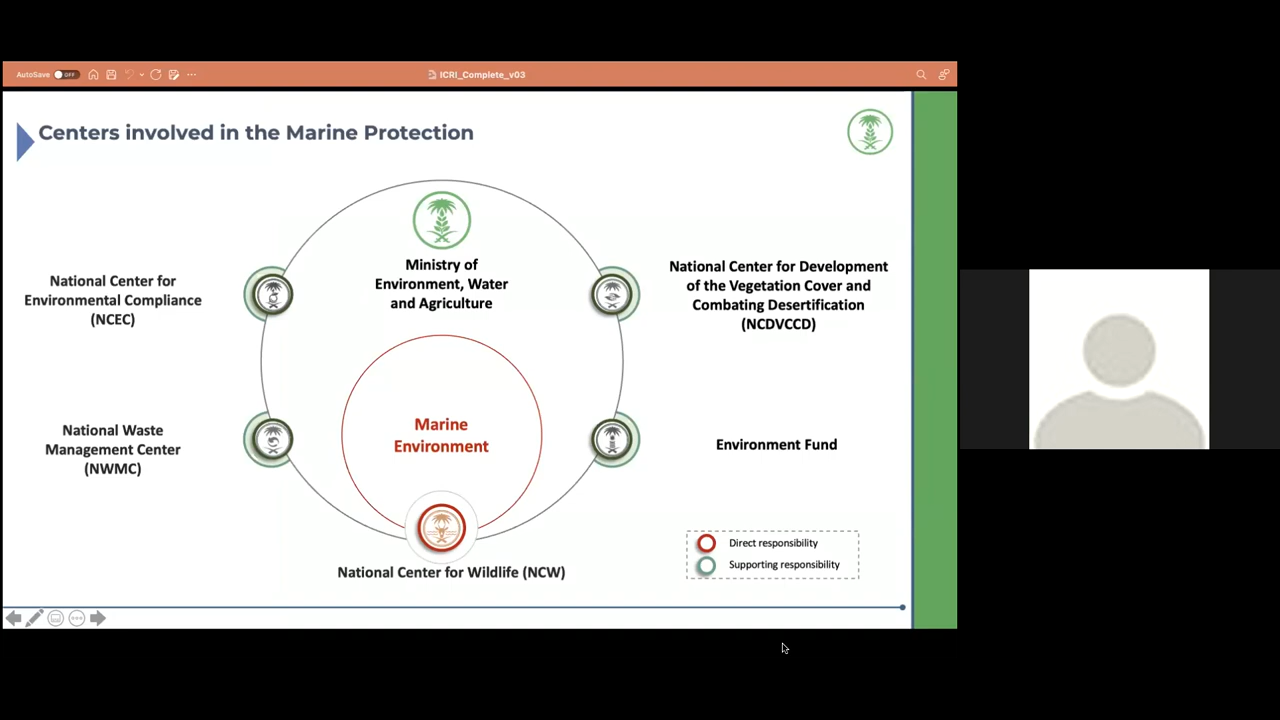 AutoSave OFF
ICRI_Complete_v03
Centers involved in the Marine Protection
Ministry of
Environment, Water
and Agriculture
National Center for
Environmental Compliance
(NCEC)
National Center for Development
of the Vegetation Cover and
Combating Desertification
(NCDVCCD)
Marine
Environment
National Waste
Management Center
(NWMC)
Environment Fund
National Center for Wildlife (NCW)
Direct responsibility
Supporting responsibility